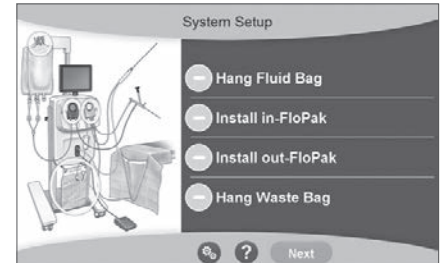 System Setup
Hang Fluid Bag
Install in-FloPak
Install out-FloPak
Hang Waste Bag
?
Next